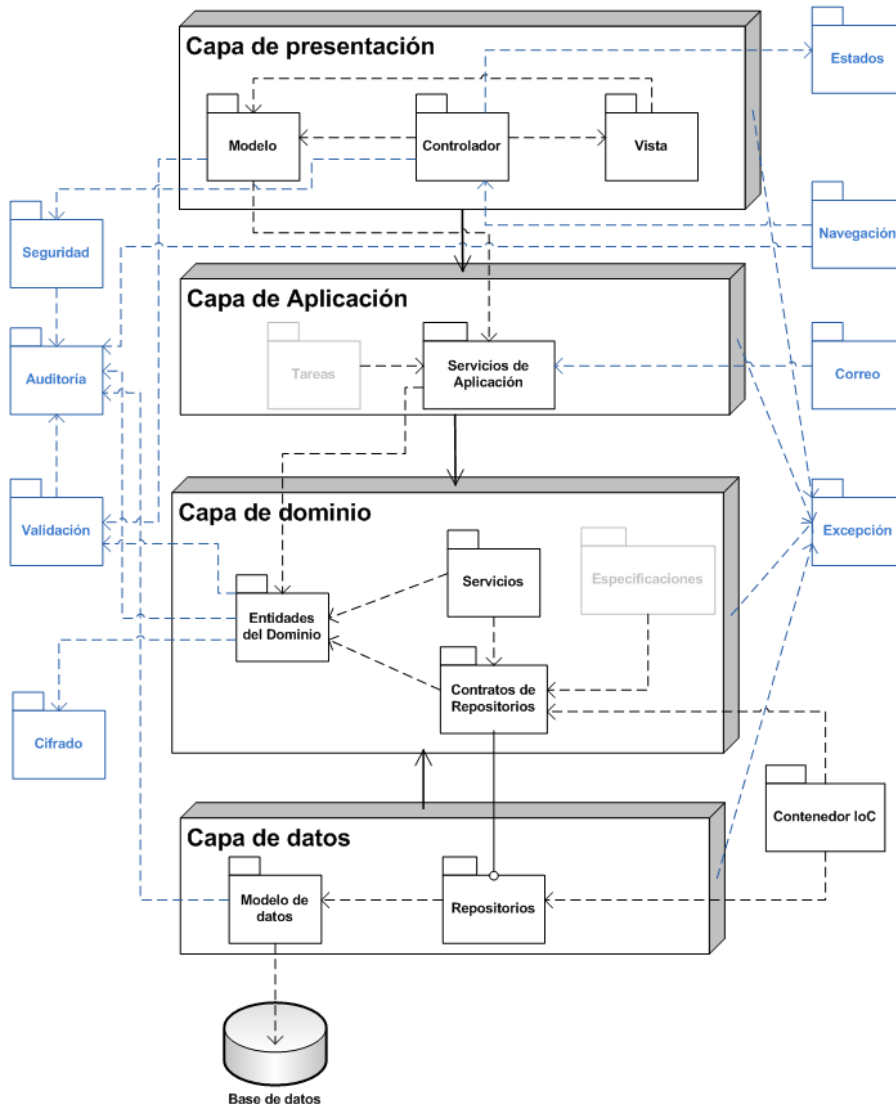 Capa de presentación
Estados
Modelo
Controlador
Vista
Seguridad
Navegación
Capa de Aplicación
Tareas
Servicios de
Aplicación
Auditoría
Correo
Capa de dominio
Validación
Excepción
Servicios
Especificaciones
Entidades
del Dominio
Contratos de
Repositorios
Cifrado
Contenedor IoC
Capa de datos
Modelo de
datos
Repositorios
Base de datos